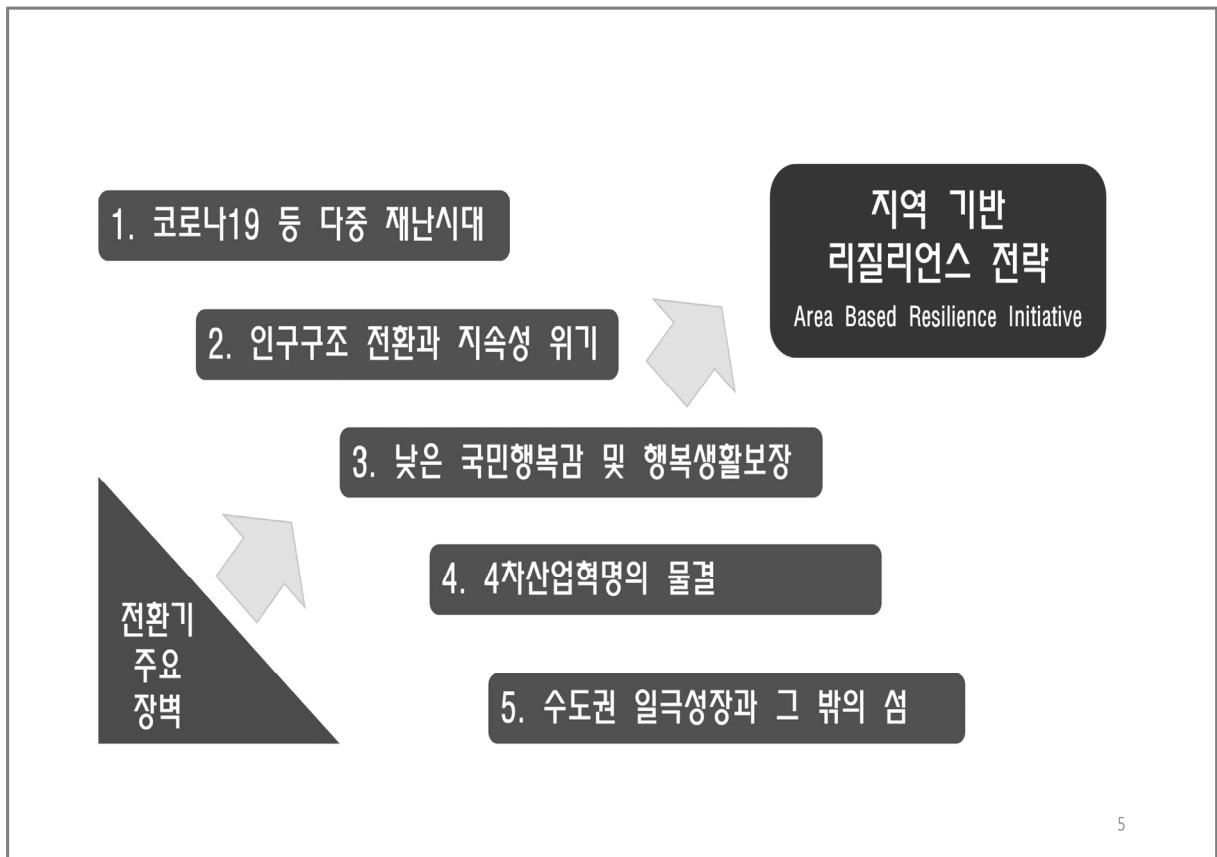 1. 코로나19 등 다중 재난시대
지역 기반
리질리언스 전략
Area Based Resilience Initiative
2. 인구구조 전환과 지속성 위기
3. 낮은 국민행복감 및 행복생활보장
4. 4차산업혁명의 물결
전환기
주요
장벽
5. 수도권 일극성장과 그 밖의 섬
5